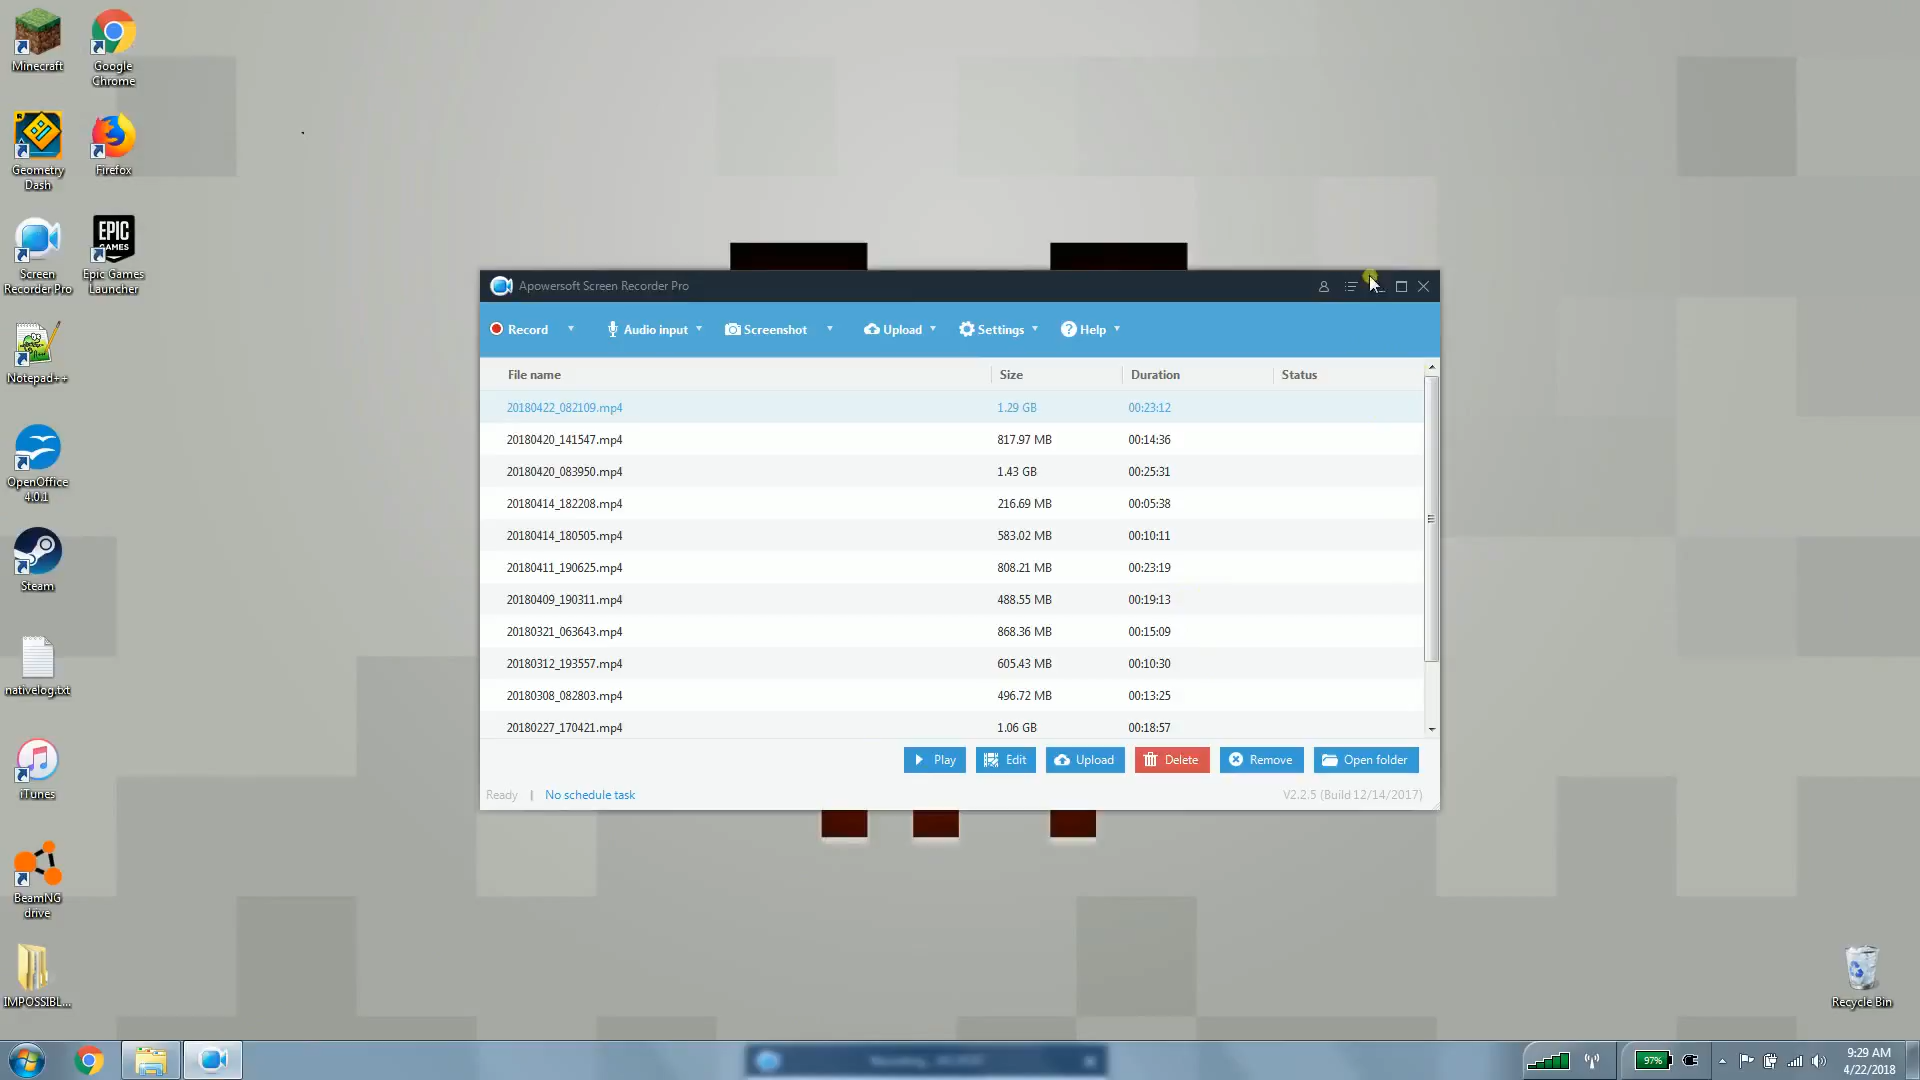 Minecraft
Google
Chrome
Geometry
Dash
Firefox
Screen
Recorder Pro
EPIC
GAMES
Epic Games
Launcher
Notepad++
OpenOffice
4.0.1
Steam
nativelog.txt
iTunes
BeamNG
drive
IMPOSSIBL...
Apowersoft Screen Recorder Pro
Record
Audio input
Screenshot
Upload
Settings
Help
File name Size Duration Status
20180422_082109.mp4 1.29 GB 00:23:12
20180420_141547.mp4 817.97 MB 00:14:36
20180420_083950.mp4 1.43 GB 00:25:31
20180414_182208.mp4 216.69 MB 00:05:38
20180414_180505.mp4 583.02 MB 00:10:11
20180411_190625.mp4 808.21 MB 00:23:19
20180409_190311.mp4 488.55 MB 00:19:13
20180321_063643.mp4 868.36 MB 00:15:09
20180312_193557.mp4 605.43 MB 00:10:30
20180308_082803.mp4 496.72 MB 00:13:25
20180227_170421.mp4 1.06 GB 00:18:57
Play
Edit
Upload
Delete
Remove
Open folder
Ready | No schedule task
V2.2.5 (Build 12/14/2017)
Recycle Bin
97%
9:29 AM
4/22/2018